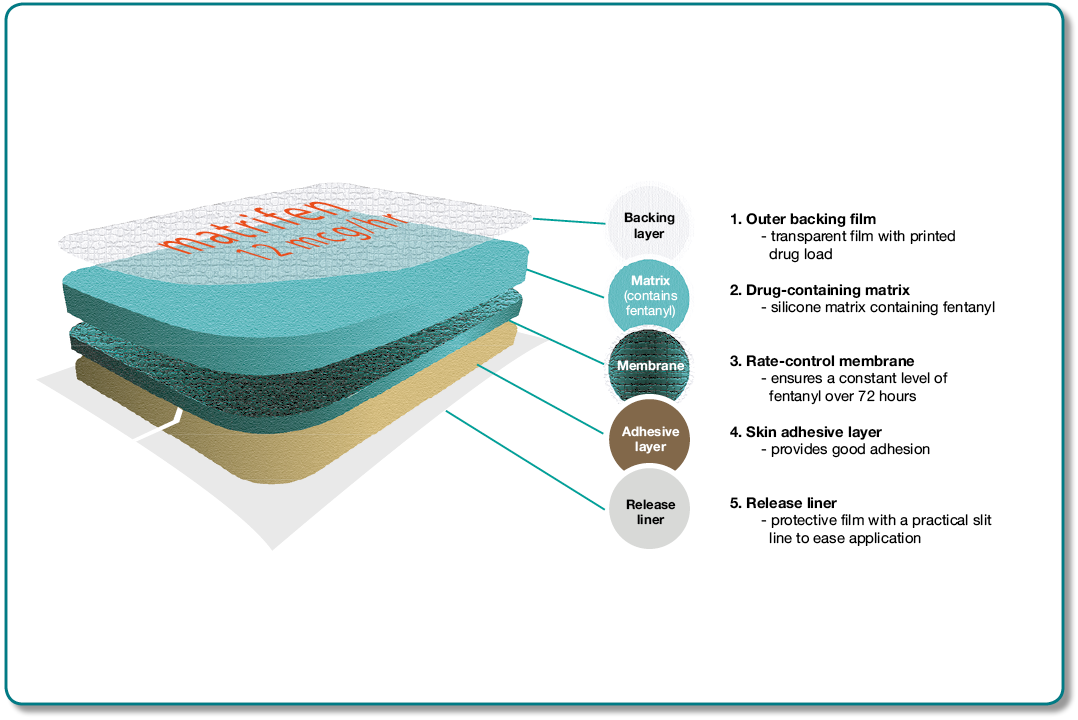 matrifen
12 mcg/hr
Backing
layer
Matrix
(contains
fentanyl)
Membrane
Adhesive
layer
Release
liner
1. Outer backing film
- transparent film with printed
drug load
2. Drug-containing matrix
- silicone matrix containing fentanyl
3. Rate-control membrane
- ensures a constant level of
fentanyl over 72 hours
4. Skin adhesive layer
- provides good adhesion
5. Release liner
- protective film with a practical slit
line to ease application